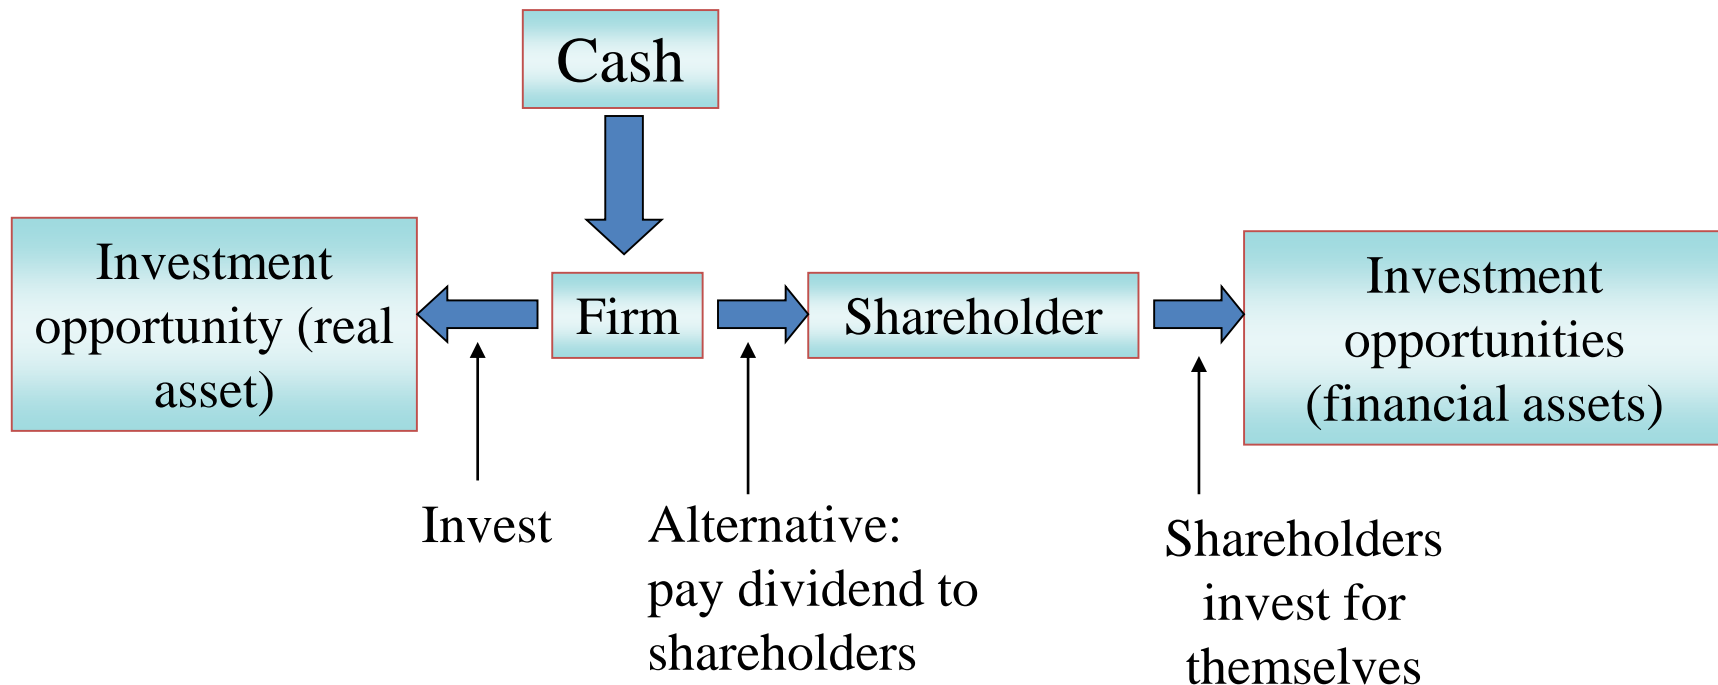 Cash
Investment
opportunity (real
asset)
Firm
Shareholder
Investment
opportunities
(financial assets)
Invest
Alternative:
pay dividend to
shareholders
Shareholders
invest for
themselves